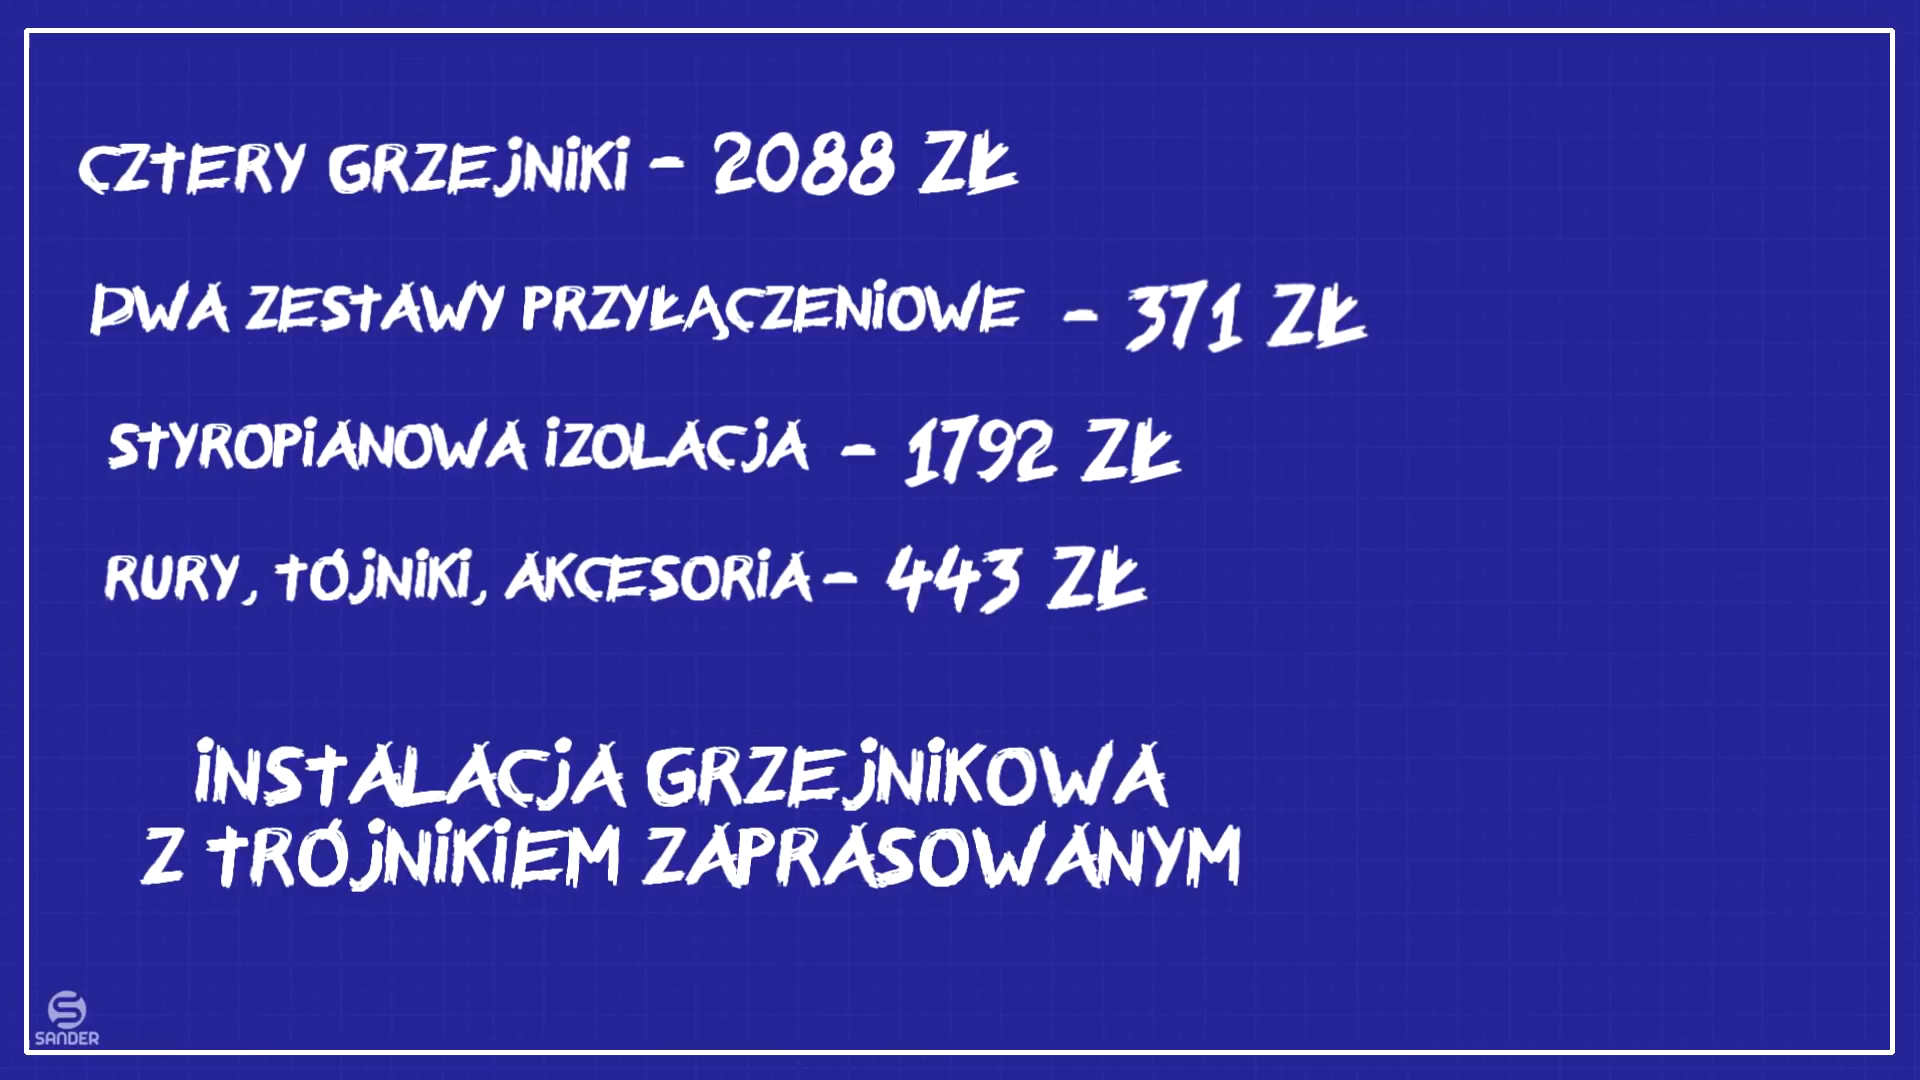 CZTERY GRZEJNIKI - 2088 ZŁ
DWA ZESTAWY PRZYŁĄCZENIOWE - 371 ZŁ
STYROPIANOWA IZOLACJA - 1792 ZŁ
RURY, TÓJNIKI, AKCESORIA - 443 ZŁ
INSTALACJA GRZEJNIKOWA
Z TRÓJNIKIEM ZAPRASOWANYM
SANDER